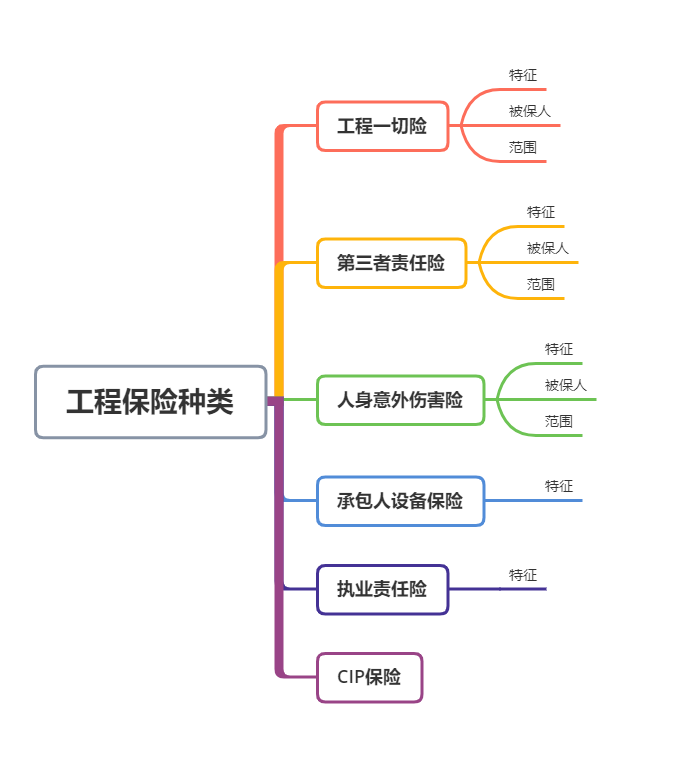 工程保险种类
工程一切险
特征
被保人
范围
第三者责任险
特征
被保人
范围
人身意外伤害险
特征
被保人
范围
承包人设备保险
特征
执业责任险
特征
CIP保险